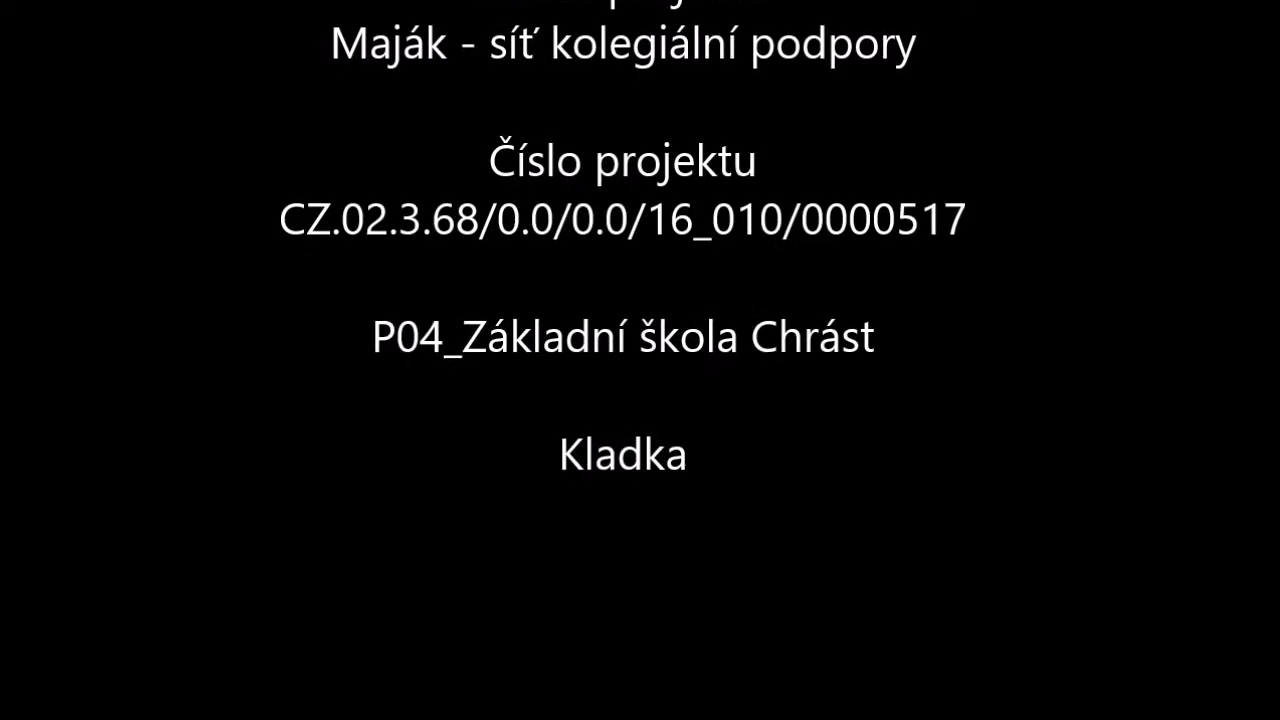 Maják - síť kolegiální podpory
Číslo projektu
CZ.02.3.68/0.0/0.0/16_010/0000517
P04_Základní škola Chrást
Kladka